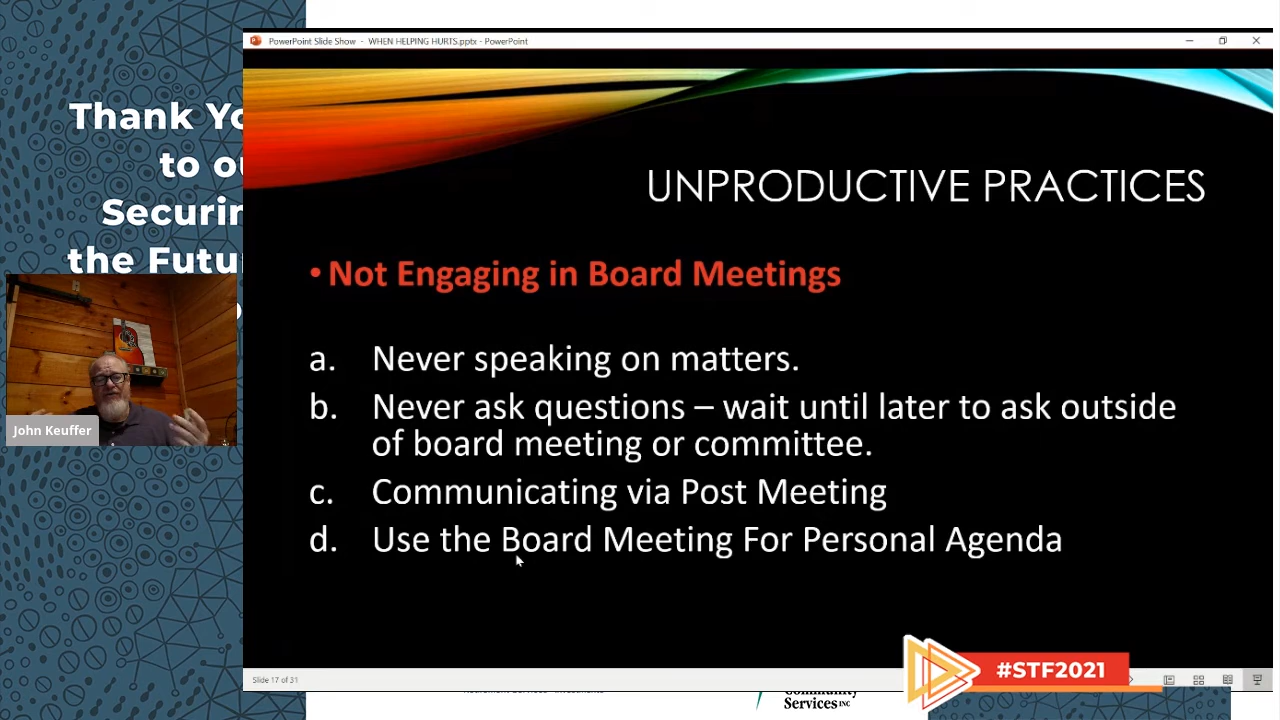 PowerPoint Slide Show - WHEN HELPING HURTS.pptx - PowerPoint
Thank Yo
to ou
Securin
the Futu
UNPRODUCTIVE PRACTICES
• Not Engaging in Board Meetings
a. Never speaking on matters.
b. Never ask questions – wait until later to ask outside
of board meeting or committee.
c. Communicating via Post Meeting
d. Use the Board Meeting For Personal Agenda
John Keuffer
#STF2021
Slide 17 of 31
Community
Services INC